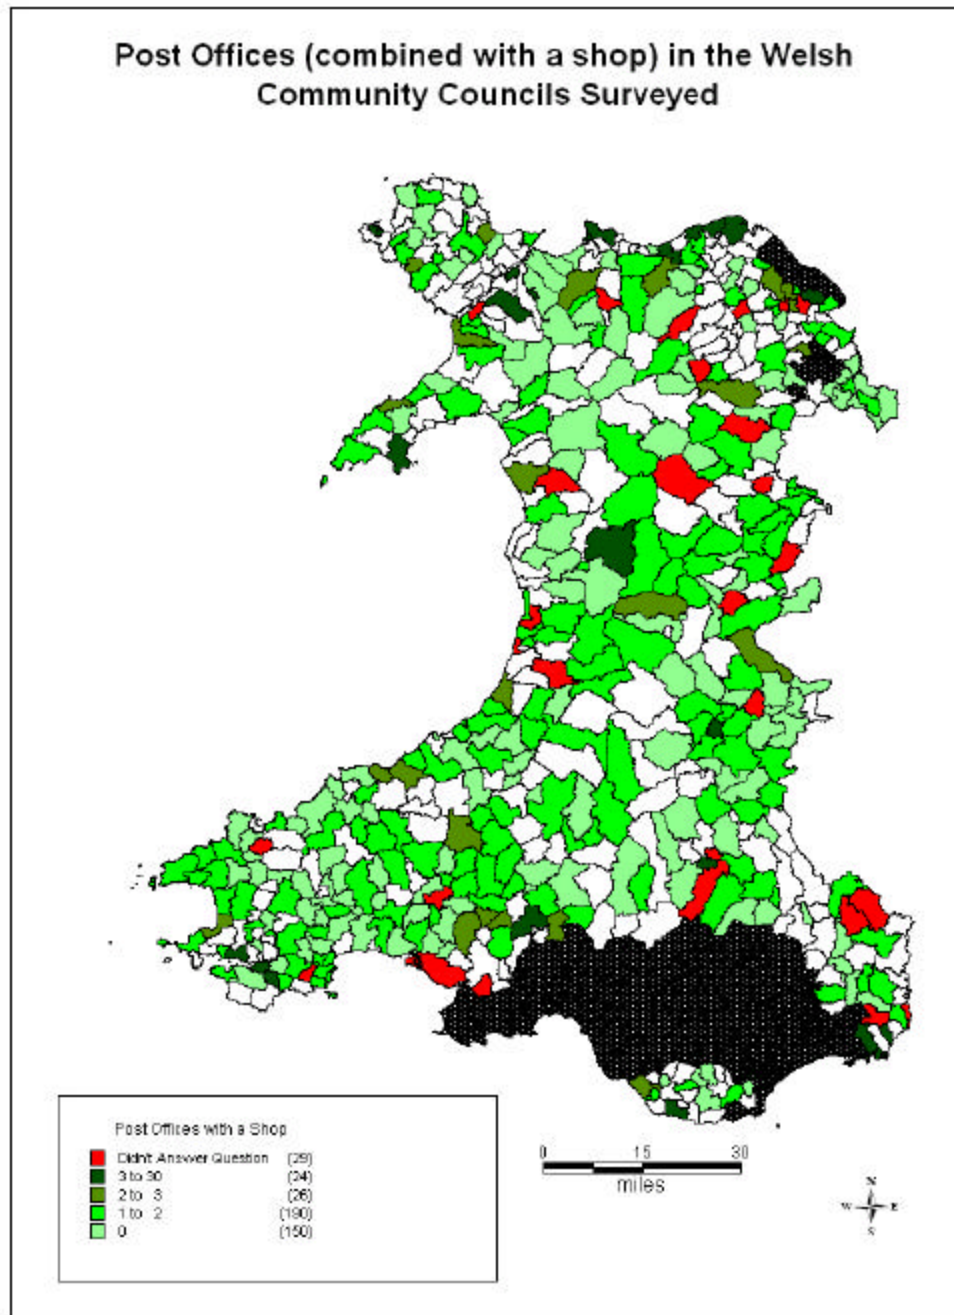 Post Offices (combined with a shop) in the Welsh
Community Councils Surveyed
Post Offices with a Shop
Didn't Answer Question (29)
3 to 30 (24)
2 to 3 (26)
1 to 2 (190)
0 (150)
0 15 30
miles
N
W E
S